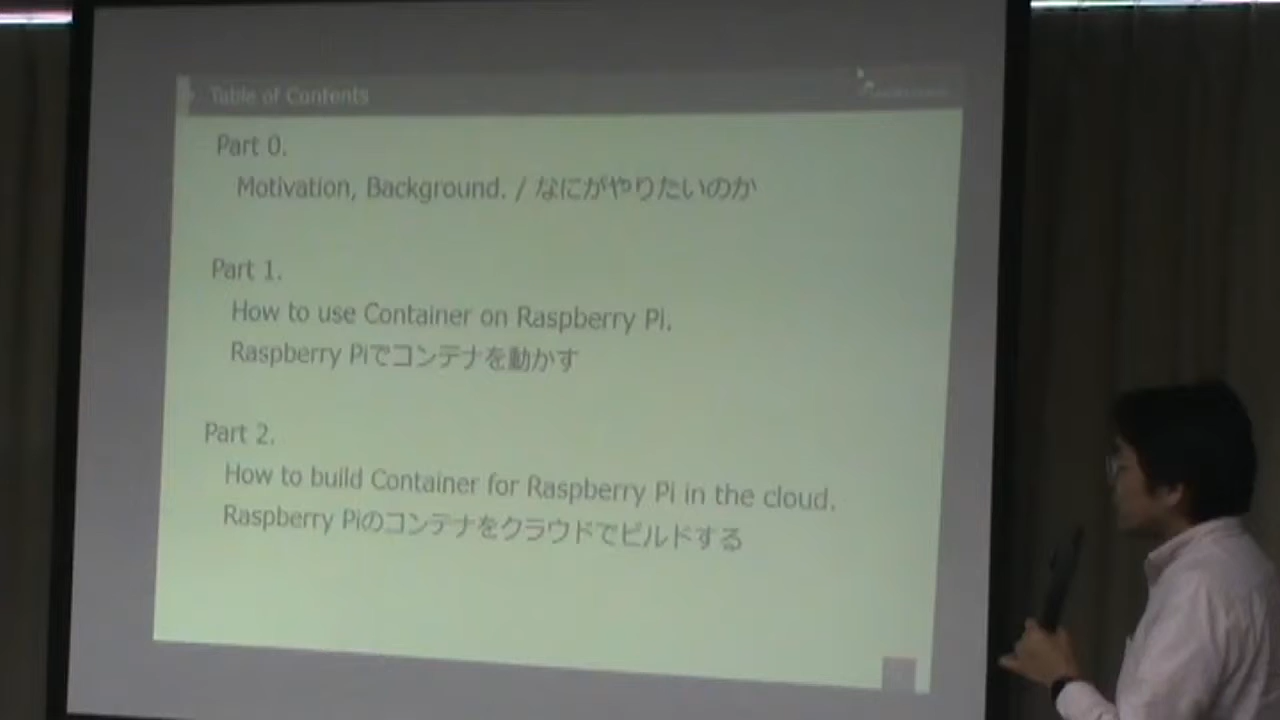 Table of Contents
Part 0.
Motivation, Background. / なにがやりたいのか
Part 1.
How to use Container on Raspberry Pi.
Raspberry Piでコンテナを動かす
Part 2.
How to build Container for Raspberry Pi in the cloud.
Raspberry Piのコンテナをクラウドでビルドする